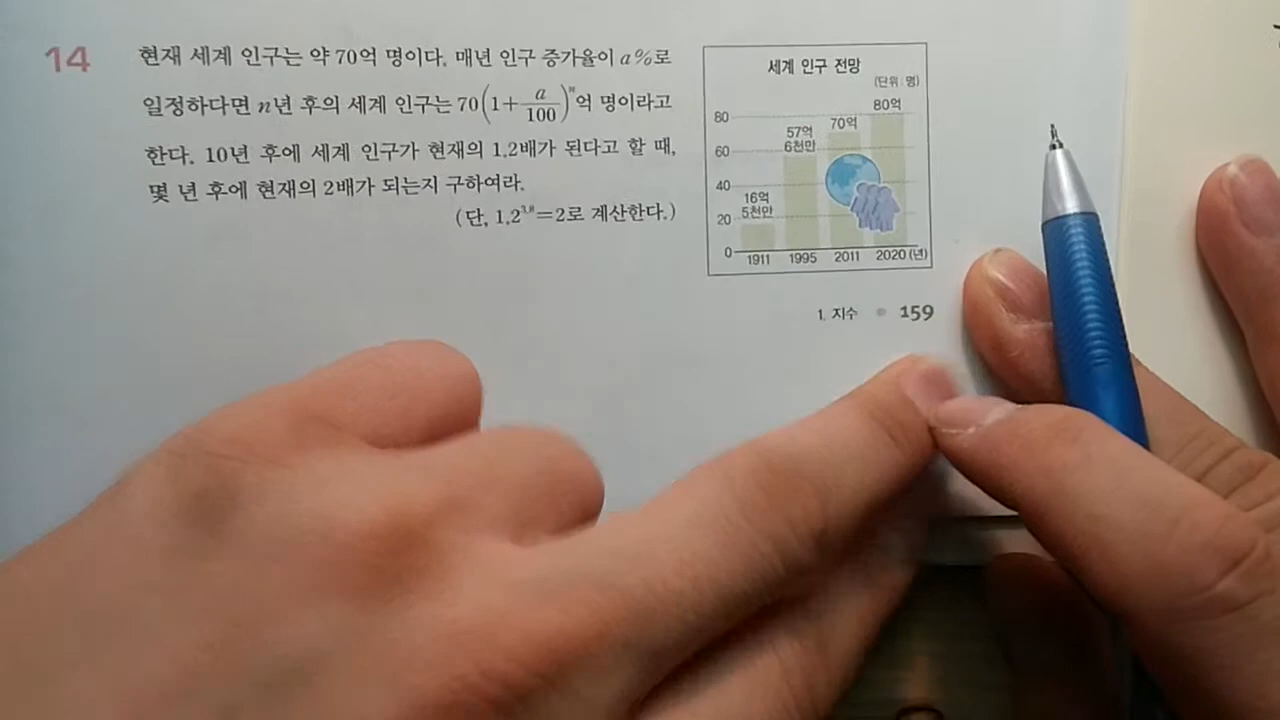 14
현재 세계 인구는 약 70억 명이다. 매년 인구 증가율이 a%로
일정하다면 n년 후의 세계 인구는 70(1+a/100)ⁿ억 명이라고
한다. 10년 후에 세계 인구가 현재의 1.2배가 된다고 할 때,
몇 년 후에 현재의 2배가 되는지 구하여라.
(단, 1.2³·⁸=2로 계산한다.)
세계 인구 전망
(단위: 명)
80억
80
70억
57억
6천만
60
40
16억
5천만
20
0
1911 1995 2011 2020 (년)
1. 지수 159